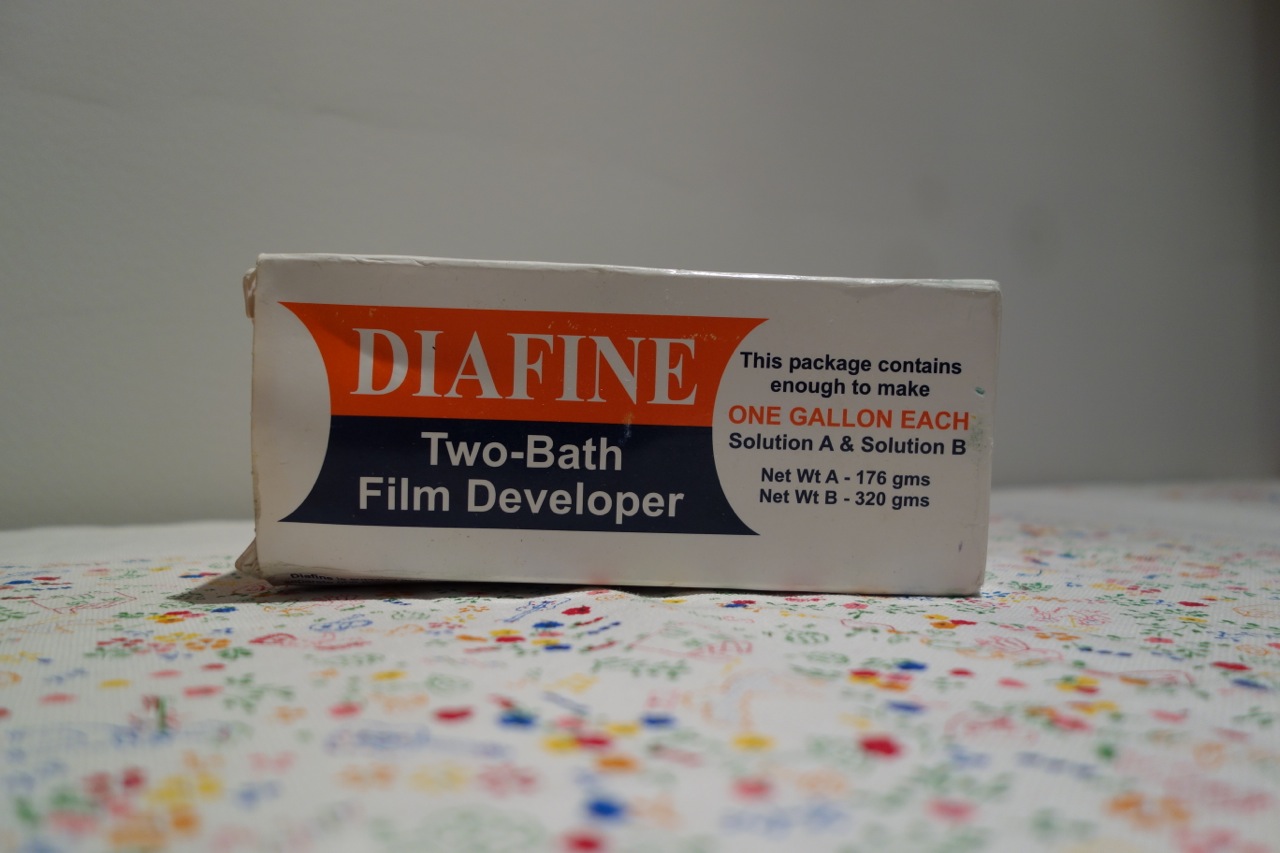 DIAFINE
Two-Bath
Film Developer
This package contains
enough to make
ONE GALLON EACH
Solution A & Solution B
Net Wt A - 176 gms
Net Wt B - 320 gms
Diafine